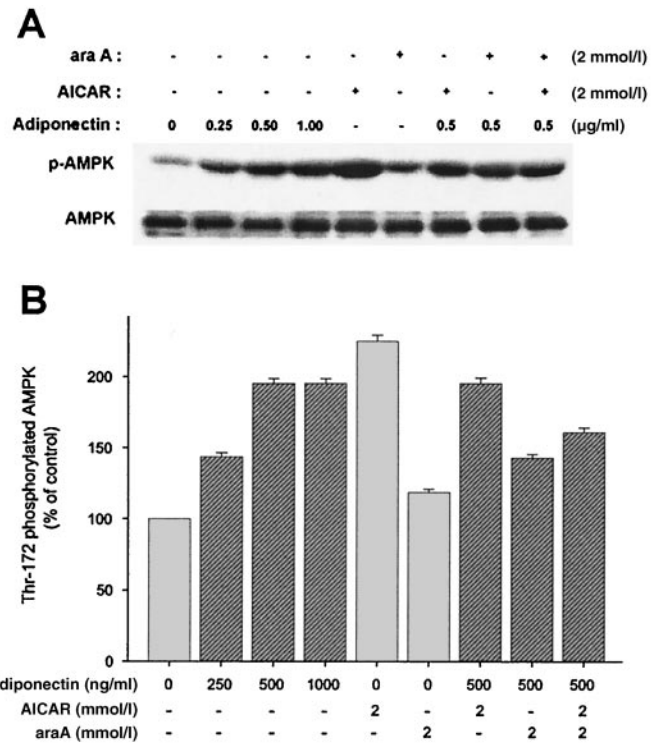 A
ara A : - - - - - + - + + (2 mmol/l)
AICAR : - - - - + - + - + (2 mmol/l)
Adiponectin : 0 0.25 0.50 1.00 - - 0.5 0.5 0.5 (µg/ml)
p-AMPK
AMPK
B
Thr-172 phosphorylated AMPK
(% of control)
200
150
100
50
0
diponectin (ng/ml) 0 250 500 1000 0 0 500 500 500
AICAR (mmol/l) - - - - 2 - 2 - 2
araA (mmol/l) - - - - - 2 - 2 2